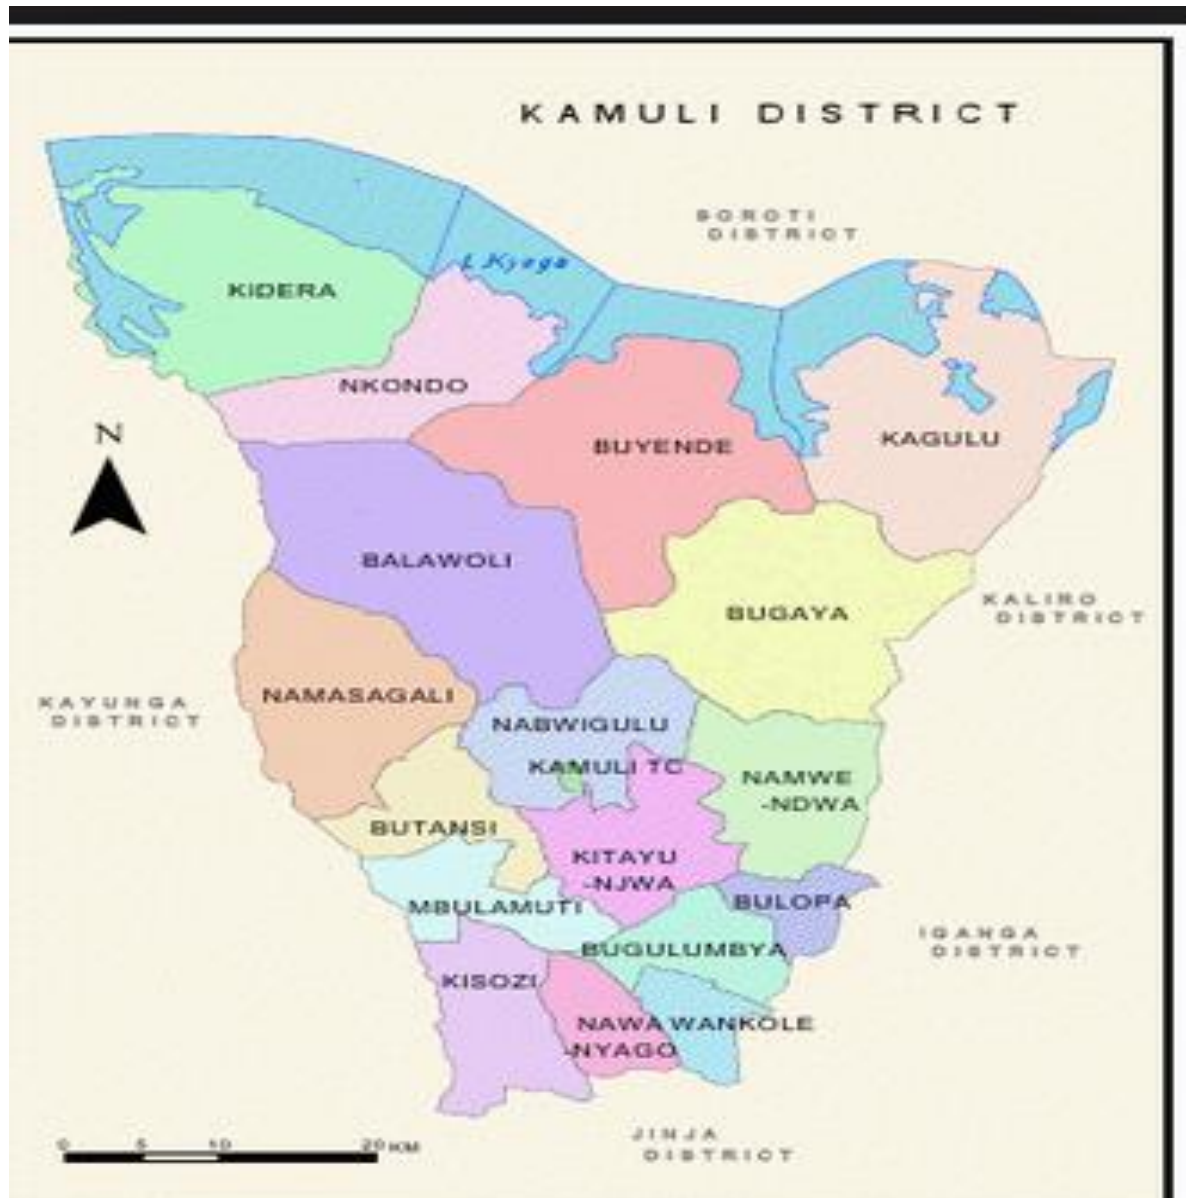 KAMULI DISTRICT
SOROTI
DISTRICT
L Kyoga
KIDERA
NKONDO
N
BUYENDE
KAGULU
BALAWOLI
KALIRO
DISTRICT
BUGAYA
KAYUNGA
DISTRICT
NAMASAGALI
NABWIGULU
KAMULI TC
NAMWE
-NDWA
BUTANSI
KITAYU
-NJWA
MBULAMUTI
BULOPA
BUGULUMBYA
IGANGA
DISTRICT
KISOZI
NAWA WANKOLE
-NYAGO
JINJA
DISTRICT
0 5 10 20 KM